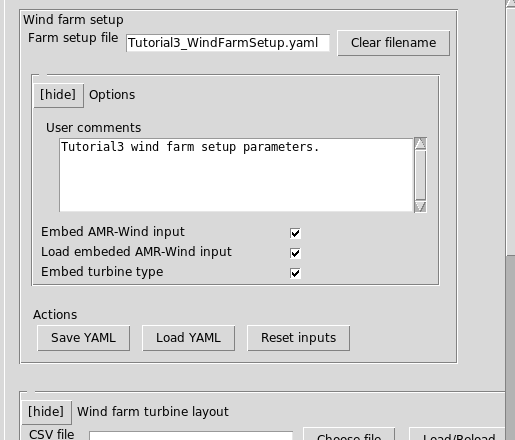 Wind farm setup
Farm setup file Tutorial3_WindFarmSetup.yaml Clear filename
[hide] Options
User comments
Tutorial3 wind farm setup parameters.
Embed AMR-Wind input
Load embeded AMR-Wind input
Embed turbine type
Actions
Save YAML Load YAML Reset inputs
[hide] Wind farm turbine layout
CSV file Choose file Load/Reload